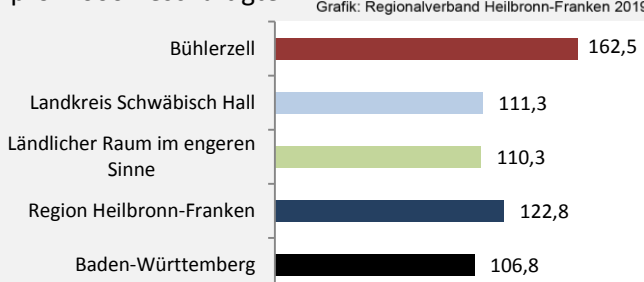 Grafik: Regionalverband Heilbronn-Franken 2019
Bühlerzell
162,5
Landkreis Schwäbisch Hall
111,3
Ländlicher Raum im engeren
Sinne
110,3
Region Heilbronn-Franken
122,8
Baden-Württemberg
106,8